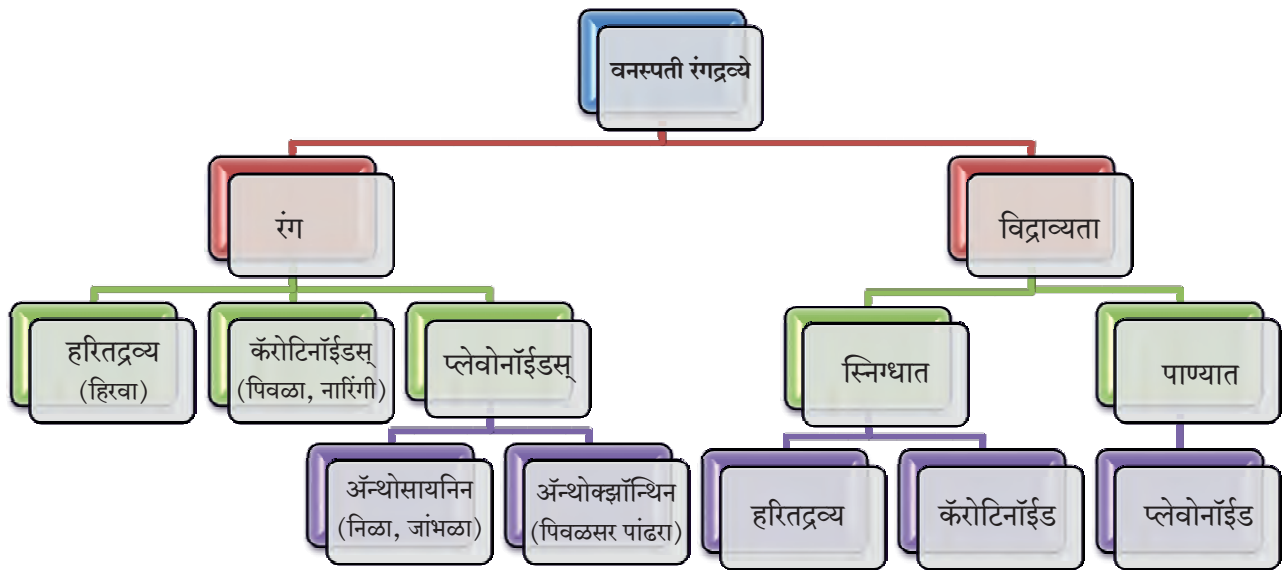 वनस्पती रंगद्रव्ये
रंग
विद्राव्यता
हरितद्रव्य
(हिरवा)
कॅरोटिनॉईडस्
(पिवळा, नारिंगी)
प्लेवोनॉईडस्
स्निग्धात
पाण्यात
ॲन्थोसायनिन
(निळा, जांभळा)
ॲन्थोक्झॉन्थिन
(पिवळसर पांढरा)
हरितद्रव्य
कॅरोटिनॉईड
प्लेवोनॉईड